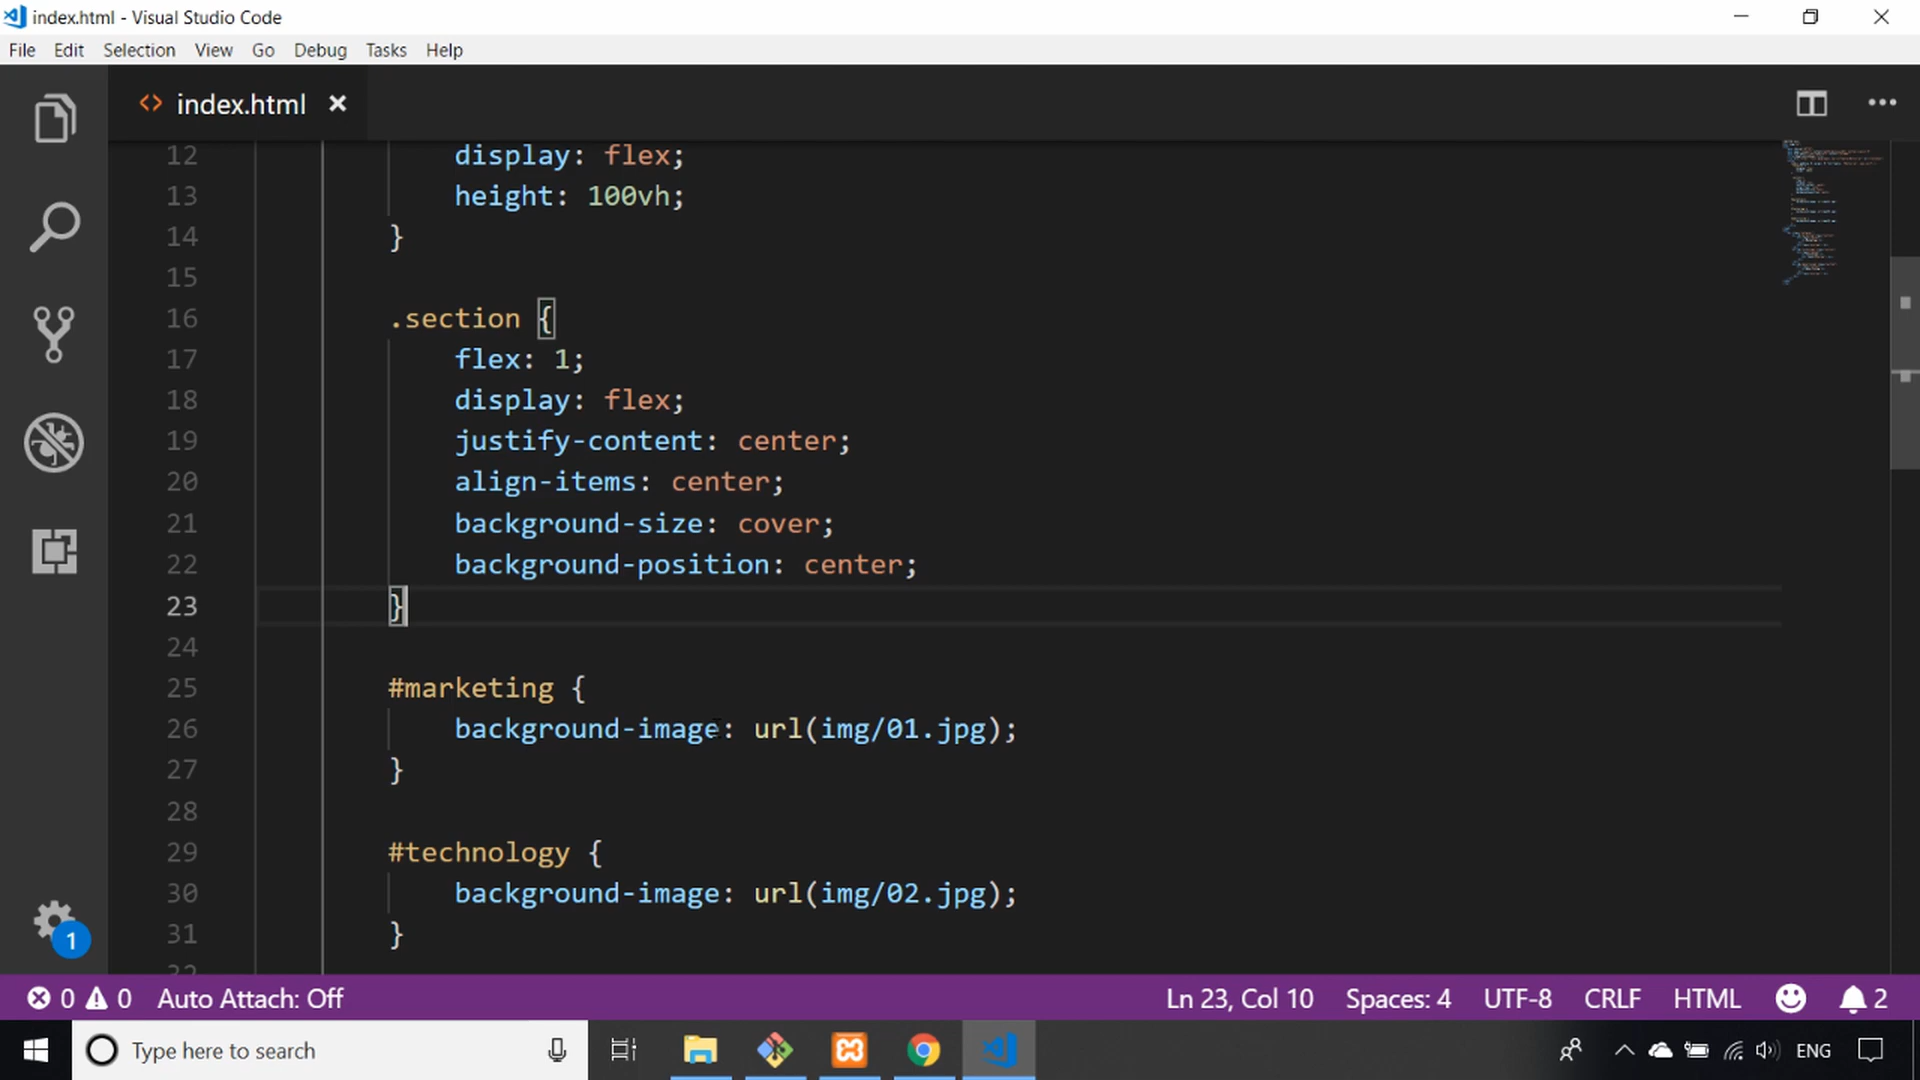 index.html - Visual Studio Code
File Edit Selection View Go Debug Tasks Help
<> index.html
12 display: flex;
13 height: 100vh;
14 }
15
16 .section {
17 flex: 1;
18 display: flex;
19 justify-content: center;
20 align-items: center;
21 background-size: cover;
22 background-position: center;
23 }
24
25 #marketing {
26 background-image: url(img/01.jpg);
27 }
28
29 #technology {
30 background-image: url(img/02.jpg);
31 }
32
1
0 0 Auto Attach: Off Ln 23, Col 10 Spaces: 4 UTF-8 CRLF HTML 2
Type here to search ENG